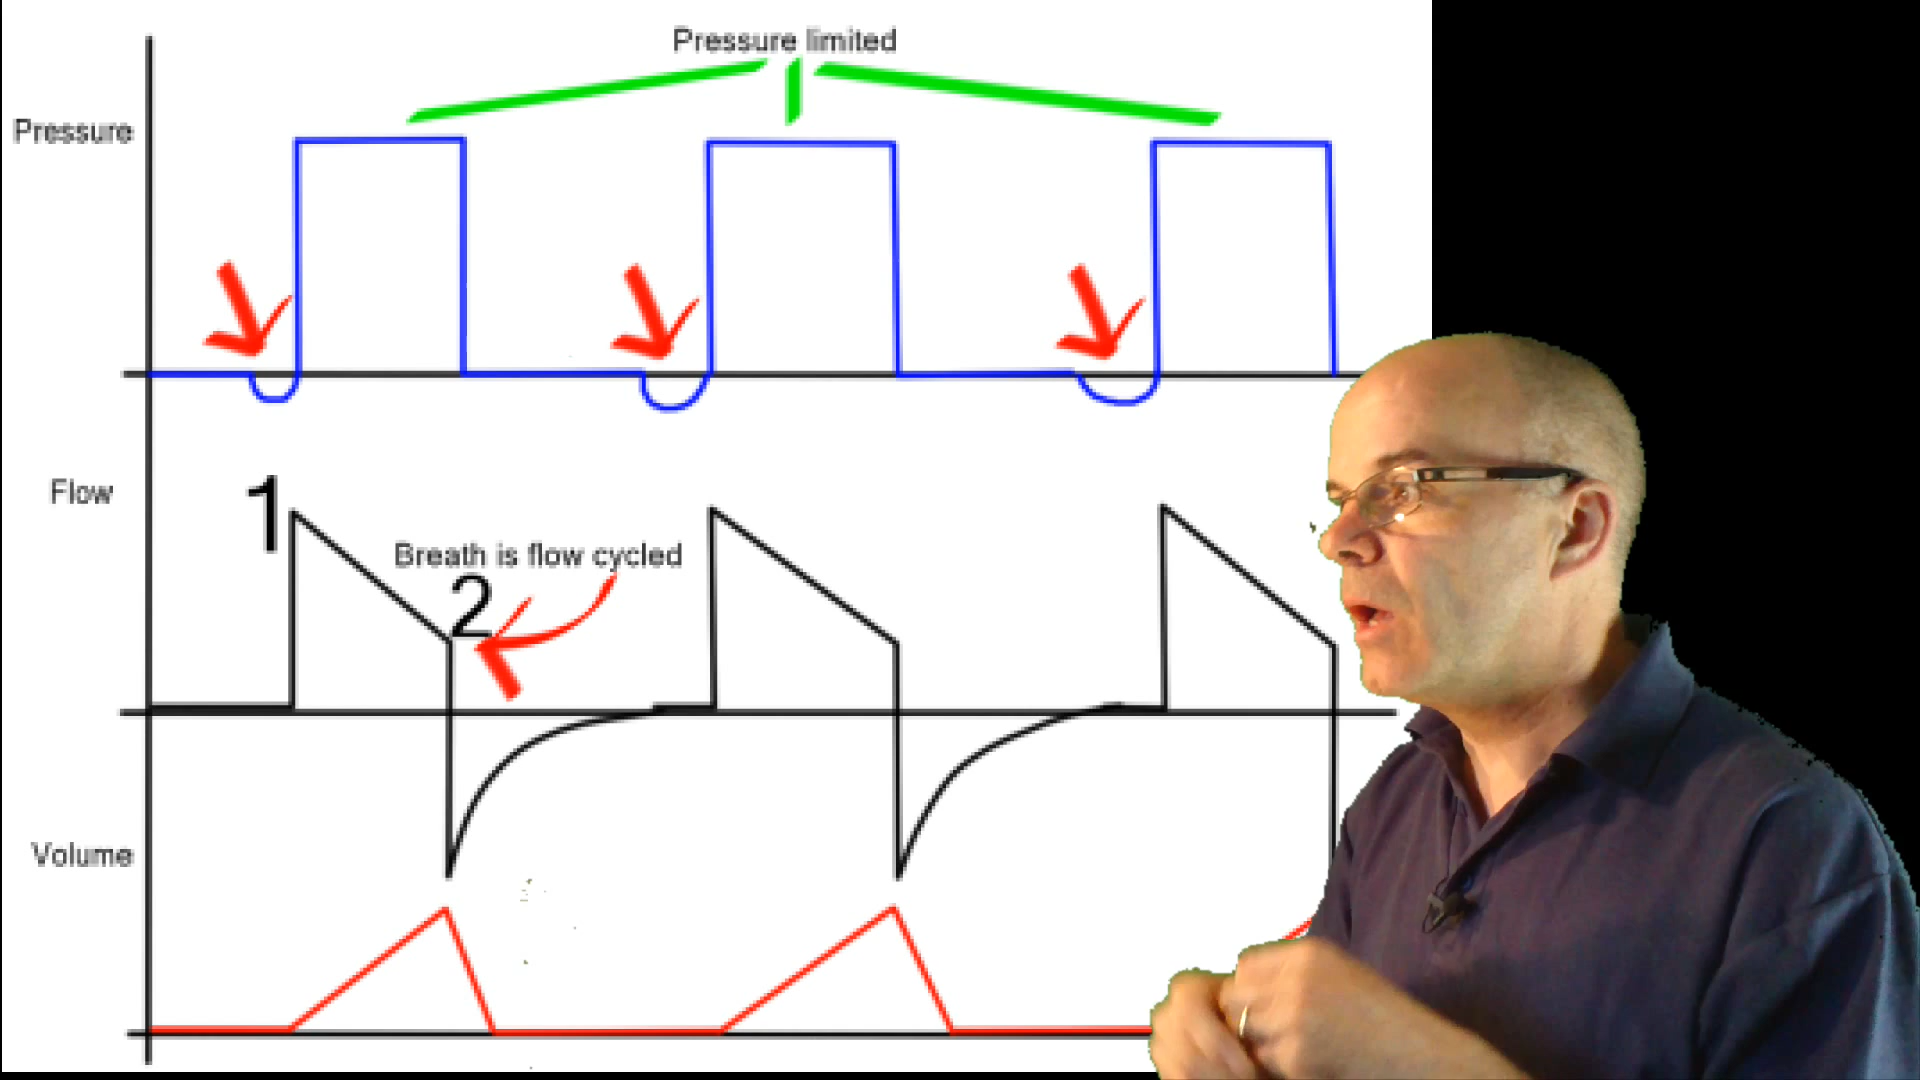 Pressure limited
Pressure
Flow
1
Breath is flow cycled
2
Volume